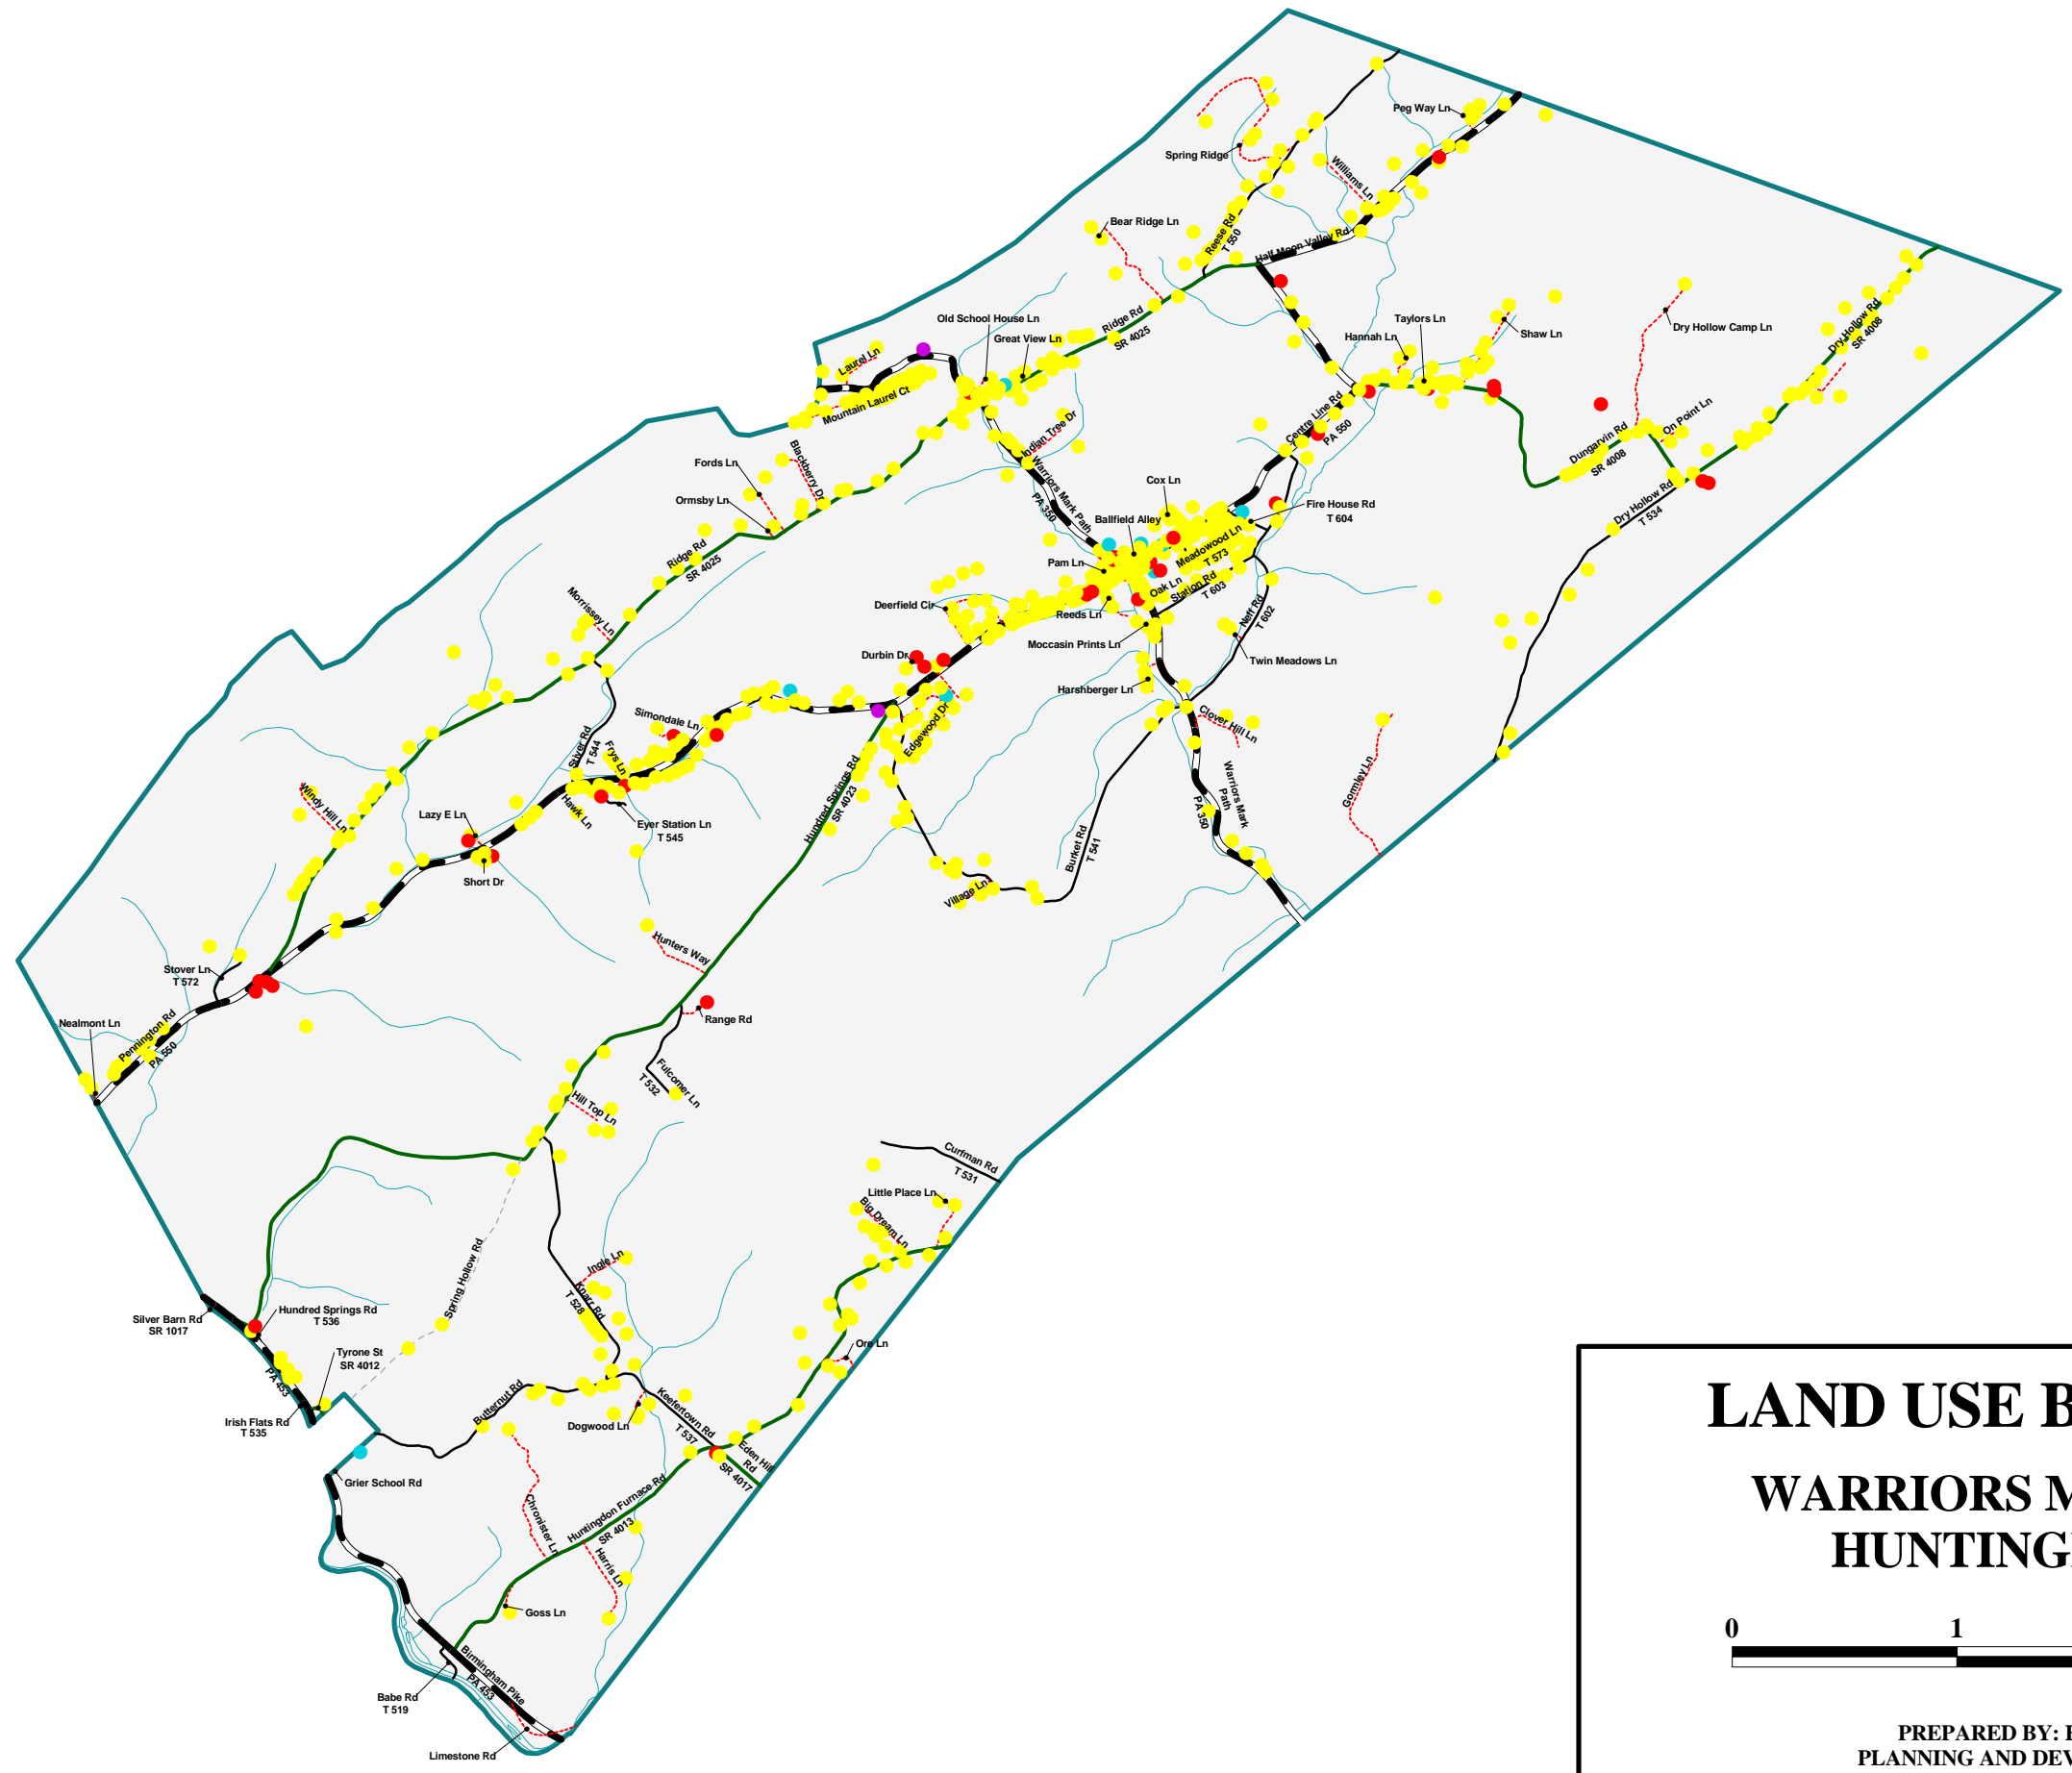 Peg Way Ln
Spring Ridge
Williams Ln
Bear Ridge Ln
Reese Rd
T 550
Half Moon Valley Rd
Old School House Ln
Great View Ln
Ridge Rd
SR 4025
Taylors Ln
Hannah Ln
Shaw Ln
Dry Hollow Camp Ln
Dry Hollow Rd
SR 4008
Laurel Ln
Mountain Laurel Ct
Indian Tree Dr
Centre Line Rd
PA 550
Dungarvin Rd
SR 4008
On Point Ln
Blackberry Dr
Fords Ln
Ormsby Ln
Warriors Mark Path
PA 350
Cox Ln
Ballfield Alley
Fire House Rd
T 604
Dry Hollow Rd
T 534
Meadowood Ln
T 573
Pam Ln
Oak Ln
Station Rd
T 603
Ridge Rd
SR 4025
Morrissey Ln
Deerfield Cir
Reeds Ln
Neff Rd
T 602
Moccasin Prints Ln
Twin Meadows Ln
Durbin Dr
Harshberger Ln
Clover Hill Ln
Simondale Ln
Edgewood Dr
Silver Rd
T 544
Frys Ln
Hundred Springs Rd
SR 4023
Warriors Mark
Path
PA 350
Gormley Ln
Windy Hill Ln
Lazy E Ln
Hawk Ln
Eyer Station Ln
T 545
Short Dr
Burket Rd
T 541
Village Ln
Hunters Way
Stover Ln
T 572
Range Rd
Nealmont Ln
Pennington Rd
PA 550
Fulcomer Ln
T 532
Hill Top Ln
Curfman Rd
T 531
Little Place Ln
Big Dream Ln
Spring Hollow Rd
Ingle Ln
Knarr Rd
T 528
Silver Barn Rd
SR 1017
Hundred Springs Rd
T 536
Tyrone St
SR 4012
PA 453
Ore Ln
Irish Flats Rd
T 535
Butternut Rd
Dogwood Ln
Keefertown Rd
T 537
Eden Hill
Rd
SR 4017
Grier School Rd
Chronister Ln
Huntingdon Furnace Rd
SR 4013
Harris Ln
Goss Ln
Birmingham Pike
PA 453
Babe Rd
T 519
Limestone Rd
LAND USE B
WARRIORS M
HUNTING
0 1
PREPARED BY:
PLANNING AND DEV